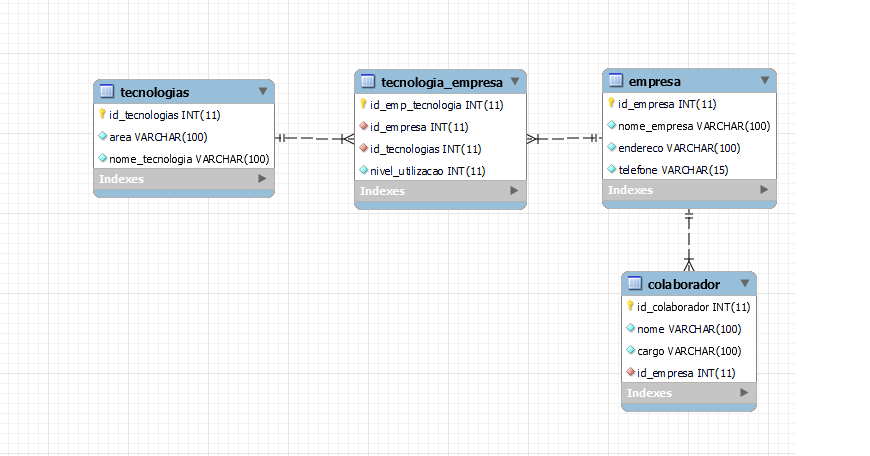 tecnologias
id_tecnologias INT(11)
area VARCHAR(100)
nome_tecnologia VARCHAR(100)
Indexes
tecnologia_empresa
id_emp_tecnologia INT(11)
id_empresa INT(11)
id_tecnologias INT(11)
nivel_utilizacao INT(11)
Indexes
empresa
id_empresa INT(11)
nome_empresa VARCHAR(100)
endereco VARCHAR(100)
telefone VARCHAR(15)
Indexes
colaborador
id_colaborador INT(11)
nome VARCHAR(100)
cargo VARCHAR(100)
id_empresa INT(11)
Indexes